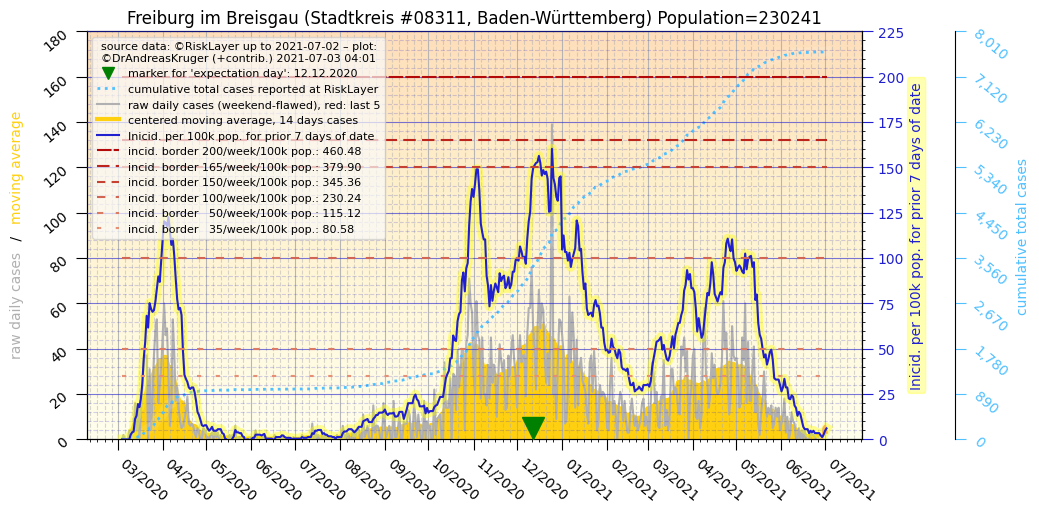 Freiburg im Breisgau (Stadtkreis #08311, Baden-Württemberg) Population=230241
source data: ©RiskLayer up to 2021-07-02 – plot:
©DrAndreasKruger (+contrib.) 2021-07-03 04:01
marker for 'expectation day': 12.12.2020
cumulative total cases reported at RiskLayer
raw daily cases (weekend-flawed), red: last 5
centered moving average, 14 days cases
Inicid. per 100k pop. for prior 7 days of date
incid. border 200/week/100k pop.: 460.48
incid. border 165/week/100k pop.: 379.90
incid. border 150/week/100k pop.: 345.36
incid. border 100/week/100k pop.: 230.24
incid. border 50/week/100k pop.: 115.12
incid. border 35/week/100k pop.: 80.58
raw daily cases / moving average
180
160
140
120
100
80
60
40
20
0
03/2020
04/2020
05/2020
06/2020
07/2020
08/2020
09/2020
10/2020
11/2020
12/2020
01/2021
02/2021
03/2021
04/2021
05/2021
06/2021
07/2021
225
200
175
150
125
100
75
50
25
0
Inicid. per 100k pop. for prior 7 days of date
8,010
7,120
6,230
5,340
4,450
3,560
2,670
1,780
890
0
cumulative total cases